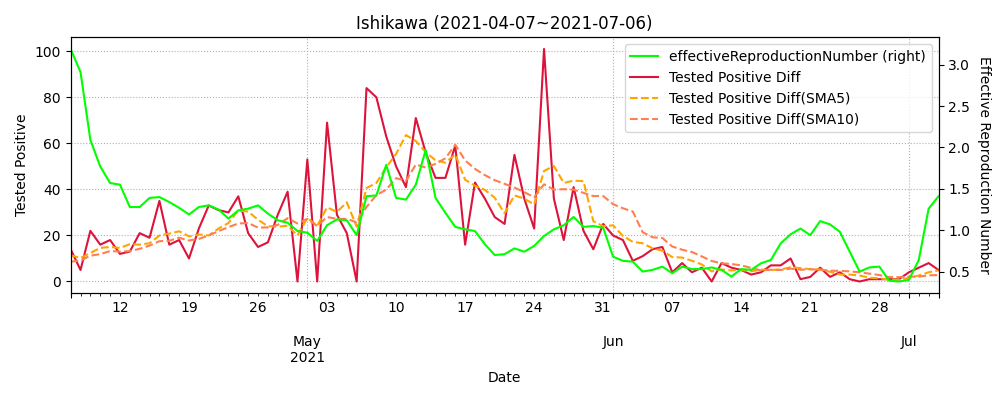 Ishikawa (2021-04-07~2021-07-06)
effectiveReproductionNumber (right)
Tested Positive Diff
Tested Positive Diff(SMA5)
Tested Positive Diff(SMA10)
Tested Positive
100
80
60
40
20
0
3.0
2.5
2.0
1.5
1.0
0.5
Effective Reproduction Number
12 19 26 03 10 17 24 31 07 14 21 28
May Jun Jul
2021
Date